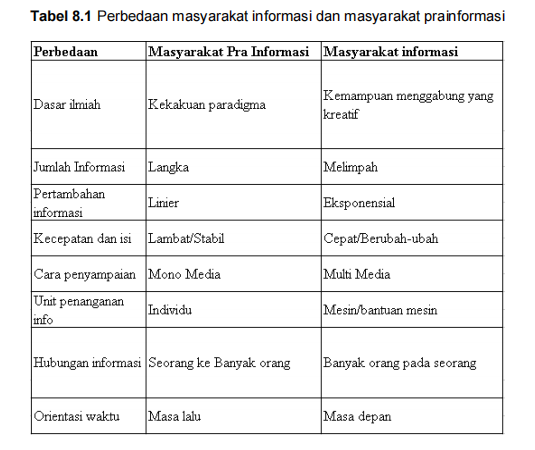 Tabel 8.1 Perbedaan masyarakat informasi dan masyarakat prainformasi
Perbedaan Masyarakat Pra Informasi Masyarakat informasi
Dasar ilmiah Kekakuan paradigma Kemampuan menggabung yang
kreatif
Jumlah Informasi Langka Melimpah
Pertambahan
informasi Linier Eksponensial
Kecepatan dan isi Lambat/Stabil Cepat/Berubah-ubah
Cara penyampaian Mono Media Multi Media
Unit penanganan
info Individu Mesin/bantuan mesin
Hubungan informasi Seorang ke Banyak orang Banyak orang pada seorang
Orientasi waktu Masa lalu Masa depan